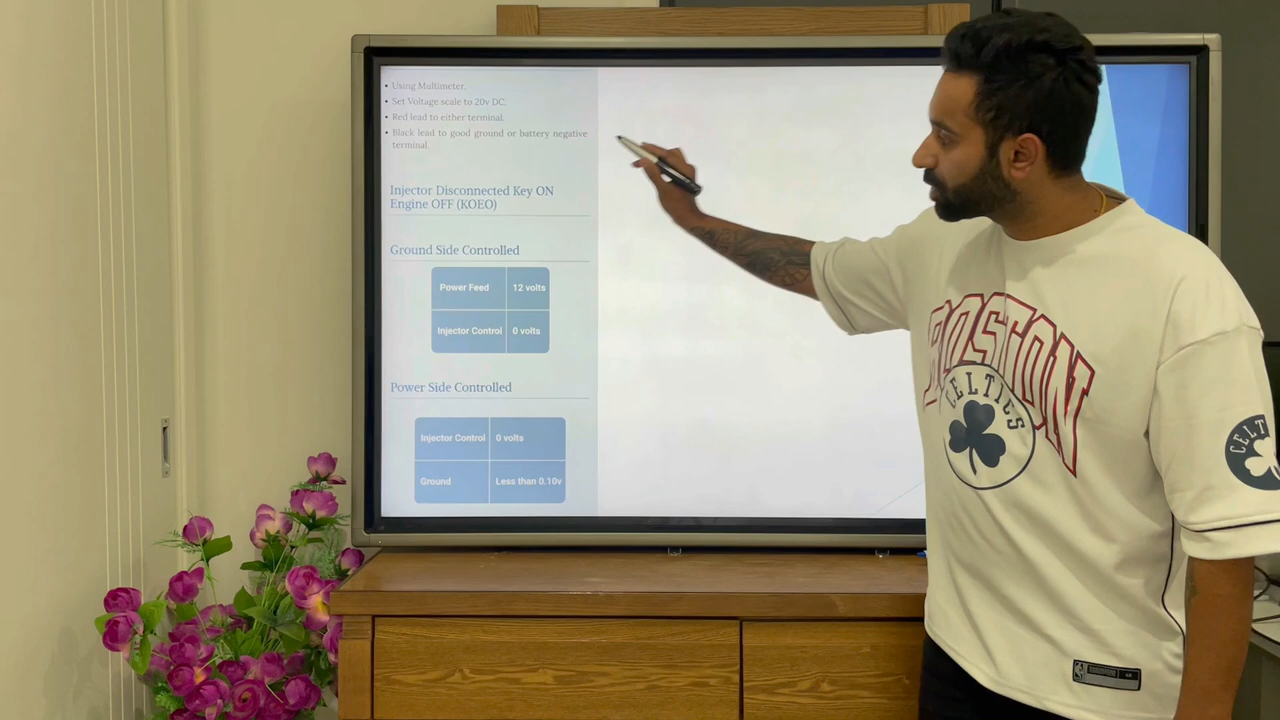 • Using Multimeter.
• Set Voltage scale to 20v DC.
• Red lead to either terminal.
• Black lead to good ground or battery negative
terminal.
Injector Disconnected Key ON
Engine OFF (KOEO)
Ground Side Controlled
Power Feed 12 volts
Injector Control 0 volts
Power Side Controlled
Injector Control 0 volts
Ground Less than 0.10v
BOSTON
CELTICS
CELT